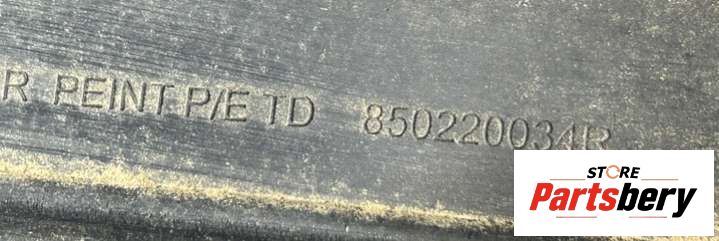 R PEINT P/E TD 850220034R
STORE
Partsbery